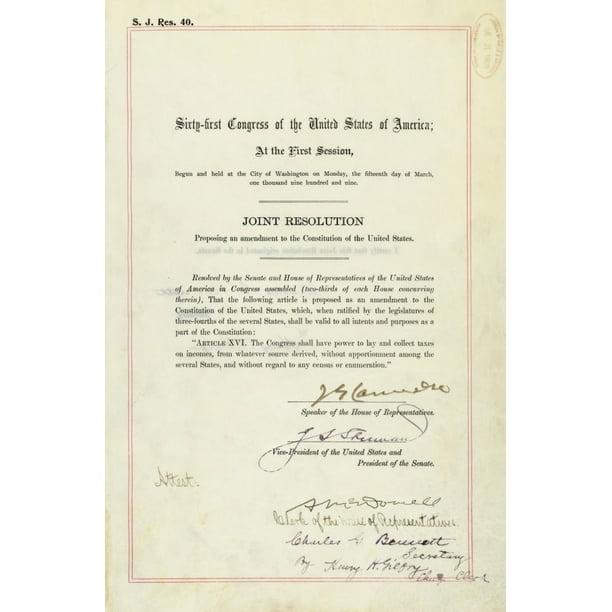 S. J. Res. 40.
Sixty-first Congress of the United States of America;
At the First Session,
Begun and held at the City of Washington on Monday, the fifteenth day of March,
one thousand nine hundred and nine.
JOINT RESOLUTION
Proposing an amendment to the Constitution of the United States.
Resolved by the Senate and House of Representatives of the United States
of America in Congress assembled (two-thirds of each House concurring
therein), That the following article is proposed as an amendment to the
Constitution of the United States, which, when ratified by the legislatures
of three-fourths of the several States, shall be valid to all intents and purposes as a
part of the Constitution:
"ARTICLE XVI. The Congress shall have power to lay and collect taxes
on incomes, from whatever source derived, without apportionment among the
several States, and without regard to any census or enumeration."
J G Cannon
Speaker of the House of Representatives.
J S Sherman
Vice-President of the United States and
President of the Senate.
Attest:
A McDowell
Clerk of the House of Representatives.
Charles G Bennett
Secretary
By Henry H. Gilfry
Chief Clerk